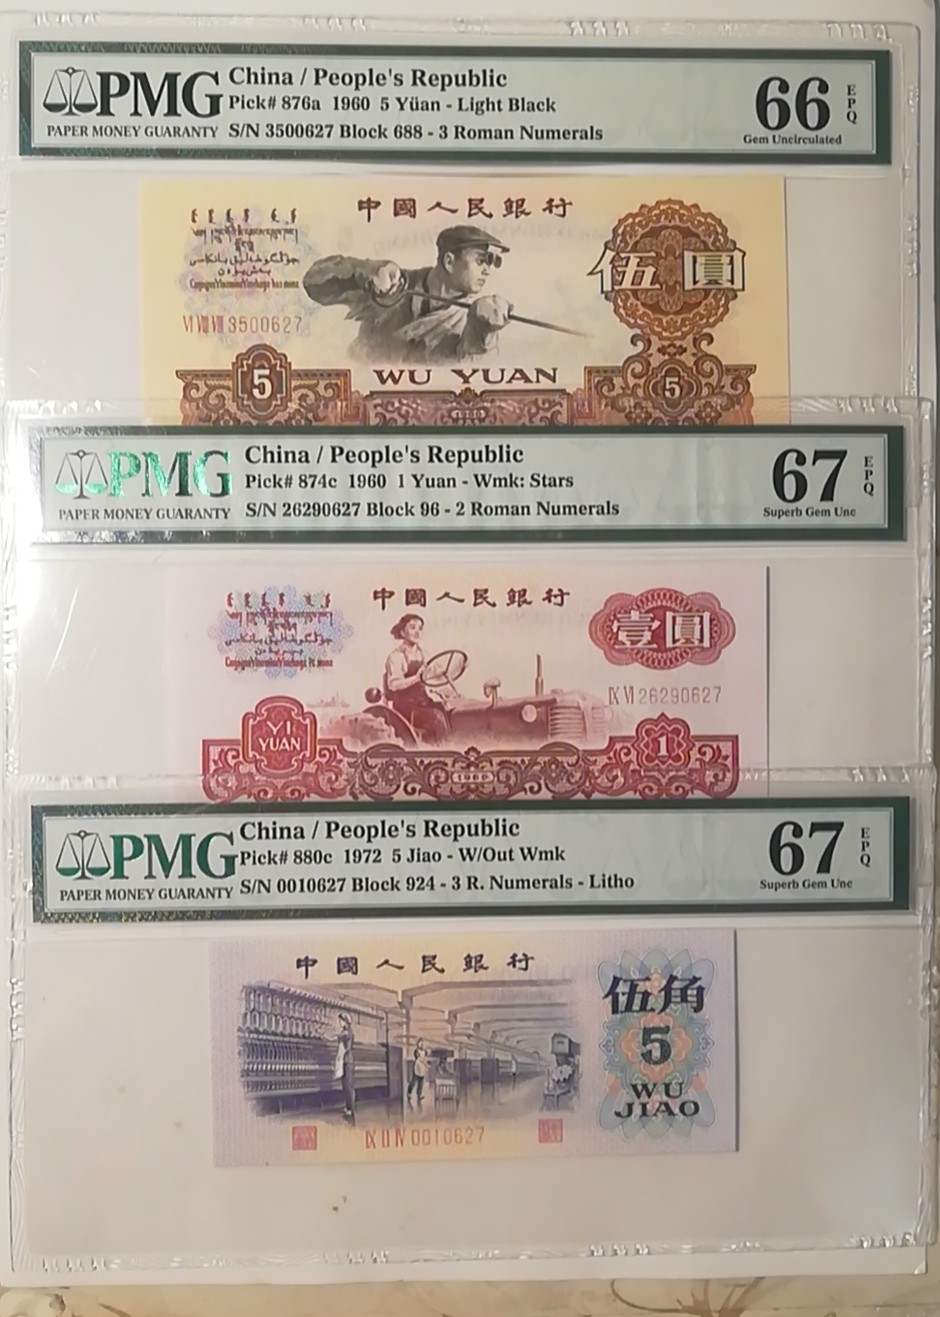 PMG
PAPER MONEY GUARANTY
China / People's Republic
Pick# 876a 1960 5 Yüan - Light Black
S/N 3500627 Block 688 - 3 Roman Numerals
66
EPQ
Gem Uncirculated
中國人民銀行
伍圓
VI VIII VIII 3500627
5
WU YUAN
5
1960
PMG
PAPER MONEY GUARANTY
China / People's Republic
Pick# 874c 1960 1 Yuan - Wmk: Stars
S/N 26290627 Block 96 - 2 Roman Numerals
67
EPQ
Superb Gem Unc
中國人民銀行
壹圓
IX VI 26290627
YI
YUAN
1
1960
PMG
PAPER MONEY GUARANTY
China / People's Republic
Pick# 880c 1972 5 Jiao - W/Out Wmk
S/N 0010627 Block 924 - 3 R. Numerals - Litho
67
EPQ
Superb Gem Unc
中國人民銀行
伍角
5
WU
JIAO
IX II IV 0010627